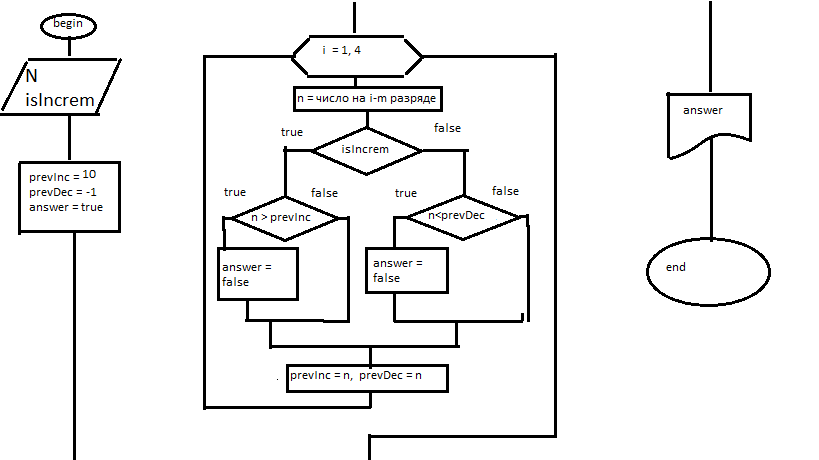 begin
N
isIncrem
prevInc = 10
prevDec = -1
answer = true
i = 1, 4
n = число на i-m разряде
true
false
isIncrem
true
false
true
false
n > prevInc
n<prevDec
answer =
false
answer =
false
prevInc = n, prevDec = n
answer
end